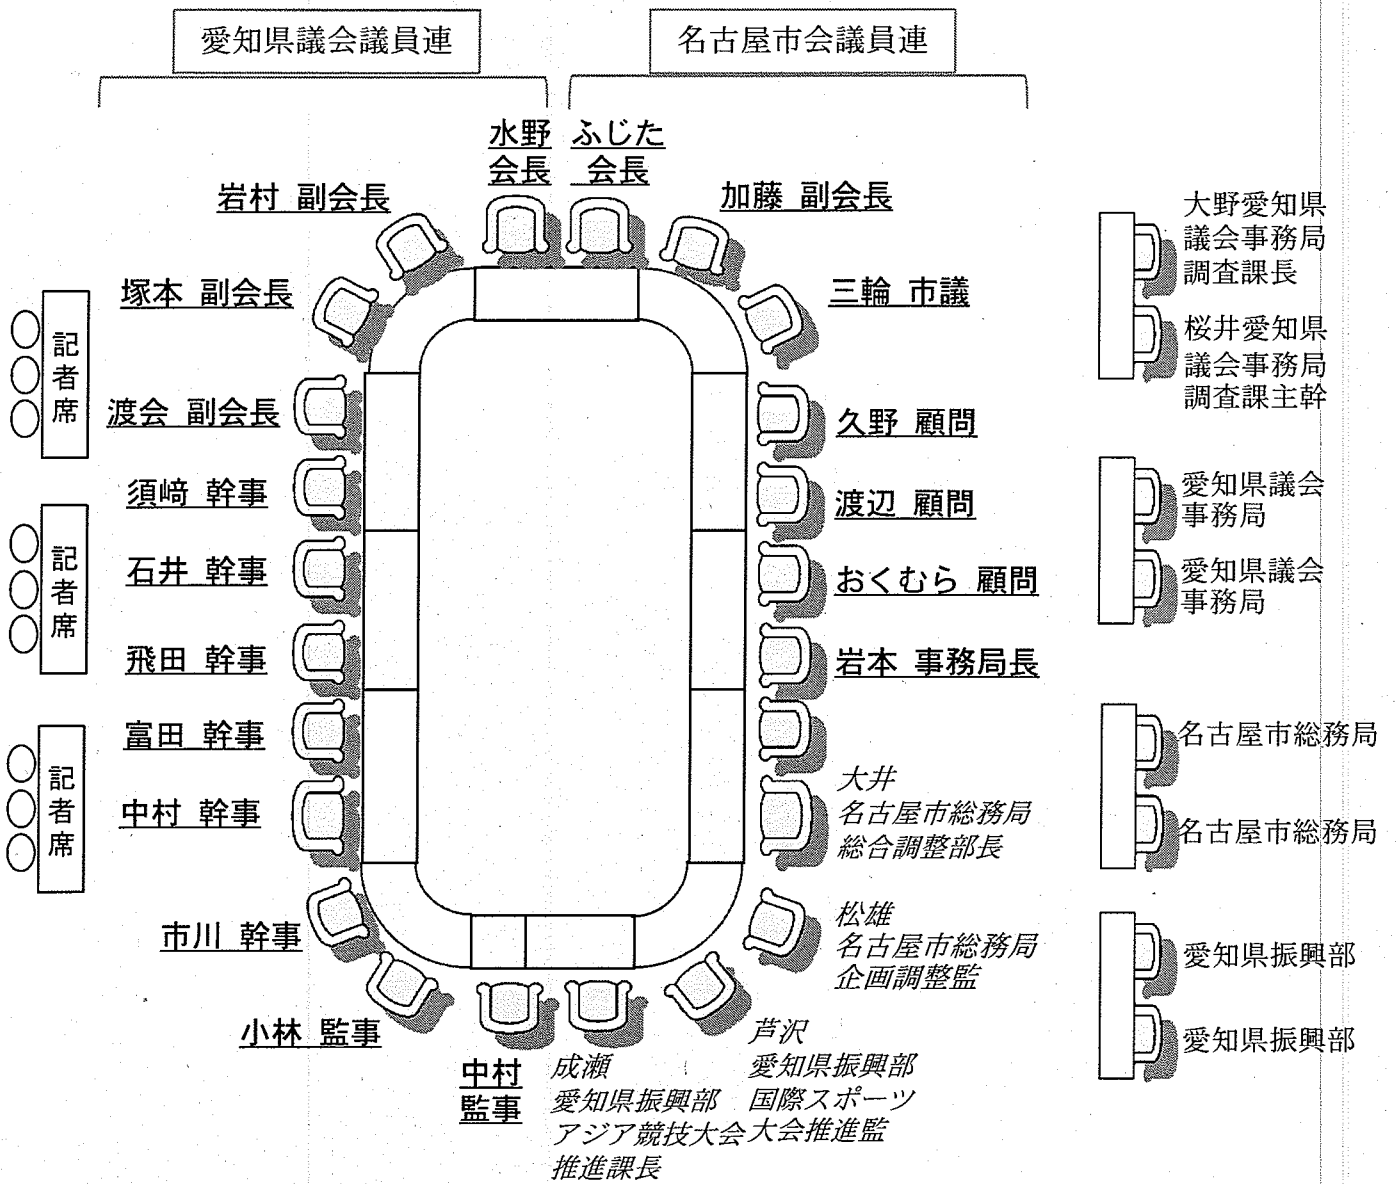 愛知県議会議員連
名古屋市会議員連
水野
会長
ふじた
会長
岩村 副会長
加藤 副会長
塚本 副会長
三輪 市議
渡会 副会長
久野 顧問
須﨑 幹事
渡辺 顧問
石井 幹事
おくむら 顧問
飛田 幹事
岩本 事務局長
富田 幹事
中村 幹事
大井
名古屋市総務局
総合調整部長
市川 幹事
松雄
名古屋市総務局
企画調整監
小林 監事
中村
監事
成瀬
愛知県振興部
アジア競技大会
推進課長
芦沢
愛知県振興部
国際スポーツ
大会推進監
記者席
記者席
記者席
大野愛知県
議会事務局
調査課長
桜井愛知県
議会事務局
調査課主幹
愛知県議会
事務局
愛知県議会
事務局
名古屋市総務局
名古屋市総務局
愛知県振興部
愛知県振興部